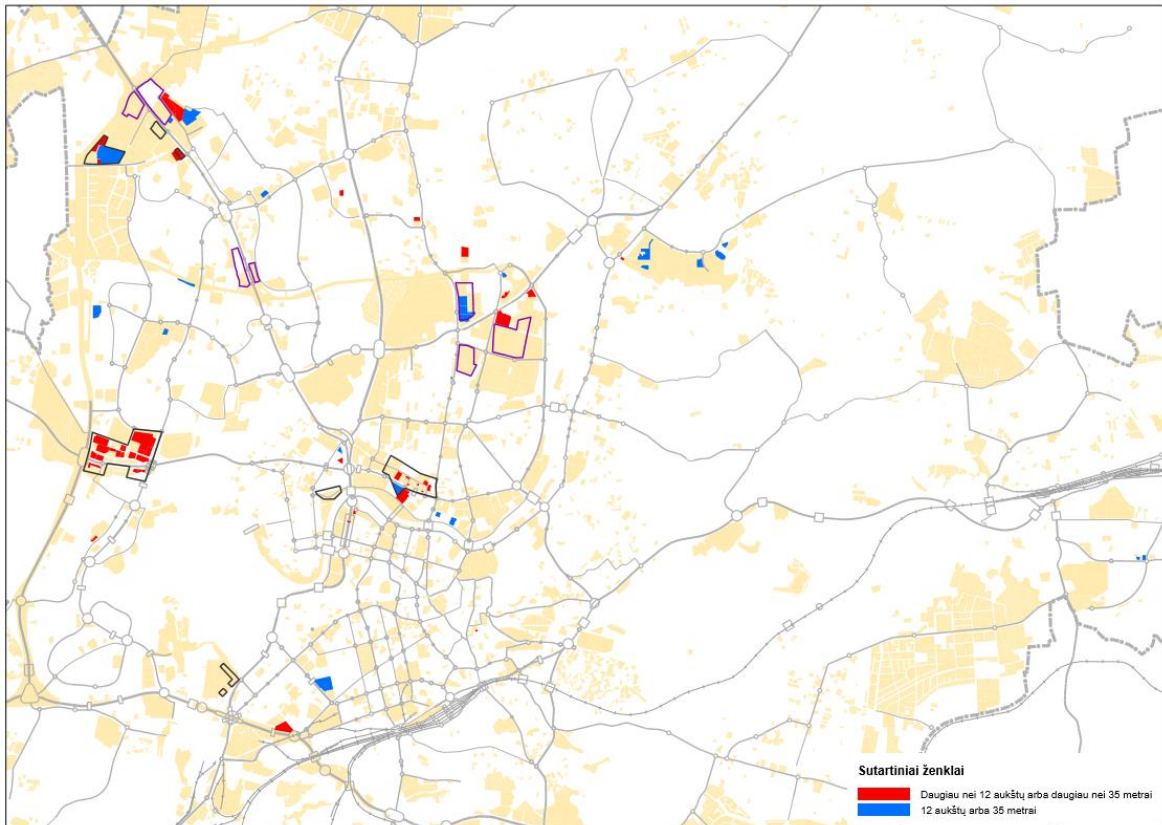 Sutartiniai ženklai
Daugiau nei 12 aukštų arba daugiau nei 35 metrai
12 aukštų arba 35 metrai